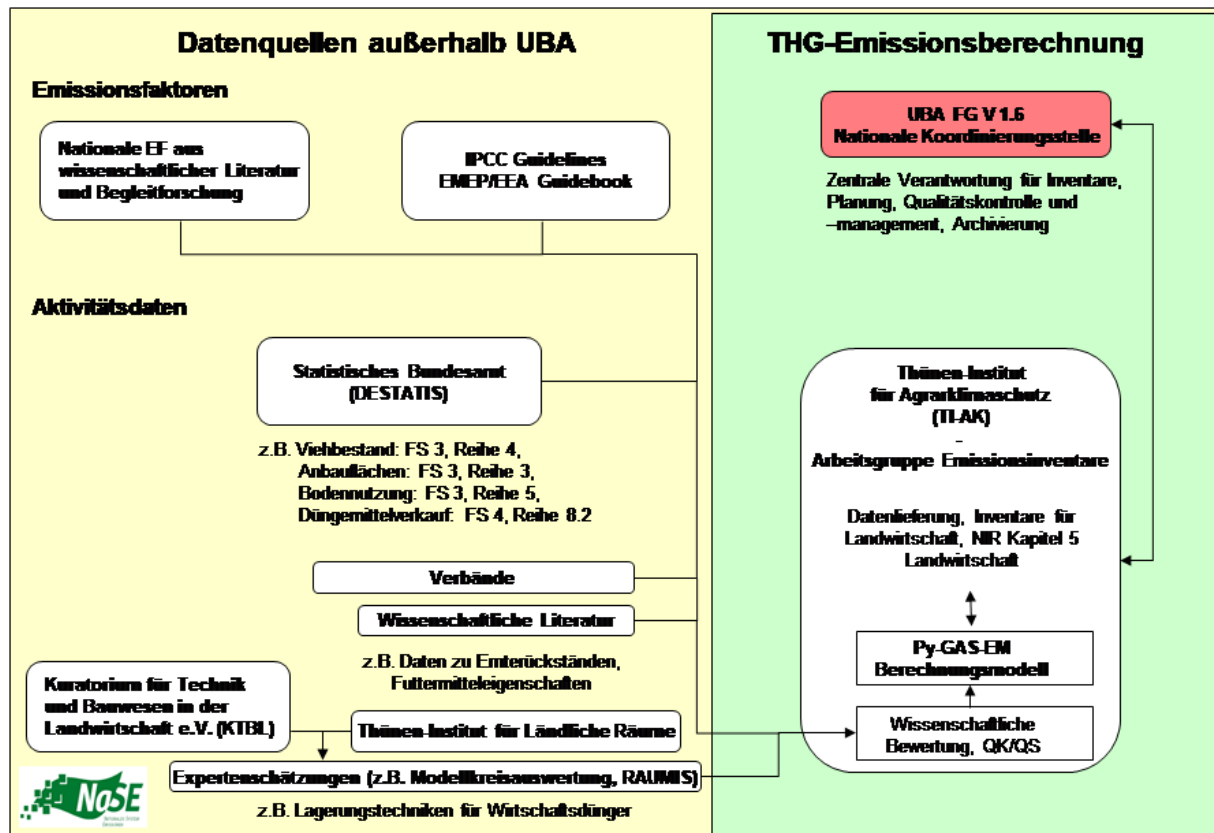 Datenquellen außerhalb UBA
Emissionsfaktoren
Nationale EF aus
wissenschaftlicher Literatur
und Begleitforschung
IPCC Guidelines
EMEP/EEA Guidebook
Aktivitätsdaten
Statistisches Bundesamt
(DESTATIS)
z.B. Viehbestand: FS 3, Reihe 4,
Anbauflächen: FS 3, Reihe 3,
Bodennutzung: FS 3, Reihe 5,
Düngemittelverkauf: FS 4, Reihe 8.2
Verbände
Wissenschaftliche Literatur
z.B. Daten zu Ernterückständen,
Futtermitteleigenschaften
Kuratorium für Technik
und Bauwesen in der
Landwirtschaft e.V. (KTBL)
Thünen-Institut für Ländliche Räume
Expertenschätzungen (z.B. Modellkreisauswertung, RAUMIS)
z.B. Lagerungstechniken für Wirtschaftsdünger
NaSE
THG-Emissionsberechnung
UBA FG V 1.6
Nationale Koordinierungsstelle
Zentrale Verantwortung für Inventare,
Planung, Qualitätskontrolle und
–management, Archivierung
Thünen-Institut
für Agrarklimaschutz
(TI-AK)
–
Arbeitsgruppe Emissionsinventare
Datenlieferung, Inventare für
Landwirtschaft, NIR Kapitel 5
Landwirtschaft
Py-GAS-EM
Berechnungsmodell
Wissenschaftliche
Bewertung, QK/QS